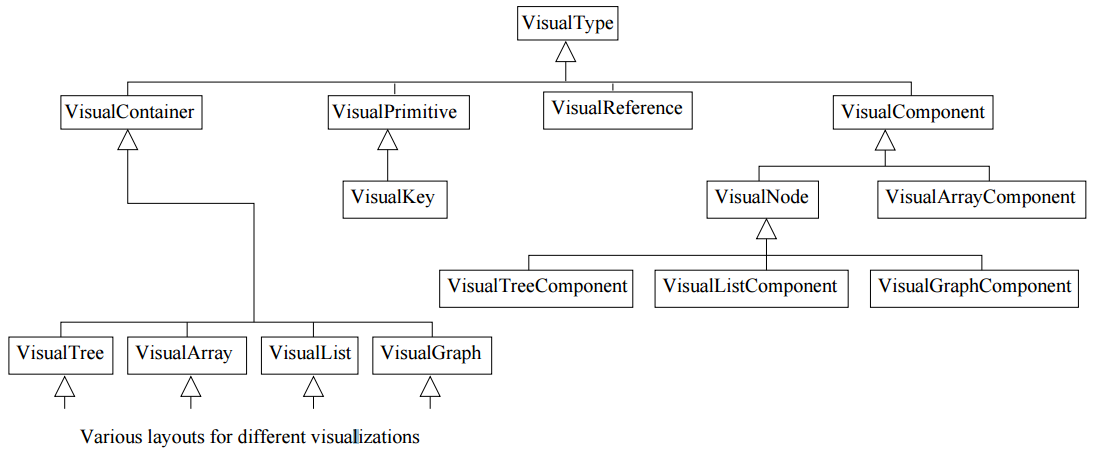 VisualType
VisualContainer
VisualPrimitive
VisualReference
VisualComponent
VisualKey
VisualNode
VisualArrayComponent
VisualTreeComponent
VisualListComponent
VisualGraphComponent
VisualTree
VisualArray
VisualList
VisualGraph
Various layouts for different visualizations